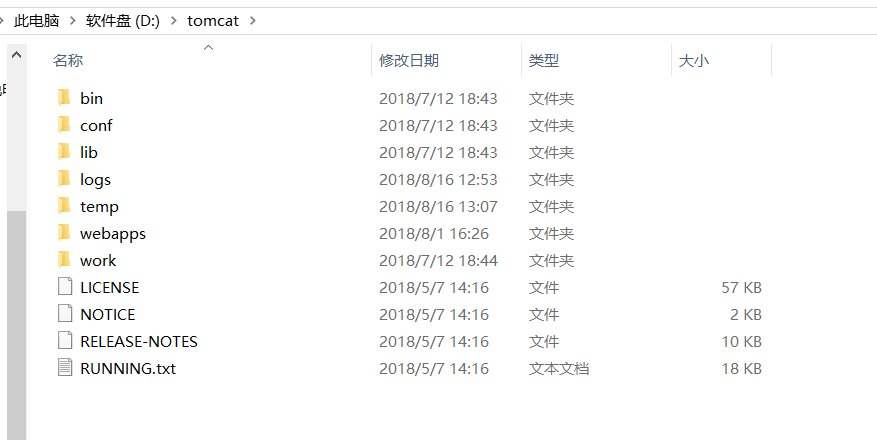 此电脑 > 软件盘 (D:) > tomcat >
名称 修改日期 类型 大小
bin 2018/7/12 18:43 文件夹
conf 2018/7/12 18:43 文件夹
lib 2018/7/12 18:43 文件夹
logs 2018/8/16 12:53 文件夹
temp 2018/8/16 13:07 文件夹
webapps 2018/8/1 16:26 文件夹
work 2018/7/12 18:44 文件夹
LICENSE 2018/5/7 14:16 文件 57 KB
NOTICE 2018/5/7 14:16 文件 2 KB
RELEASE-NOTES 2018/5/7 14:16 文件 10 KB
RUNNING.txt 2018/5/7 14:16 文本文档 18 KB